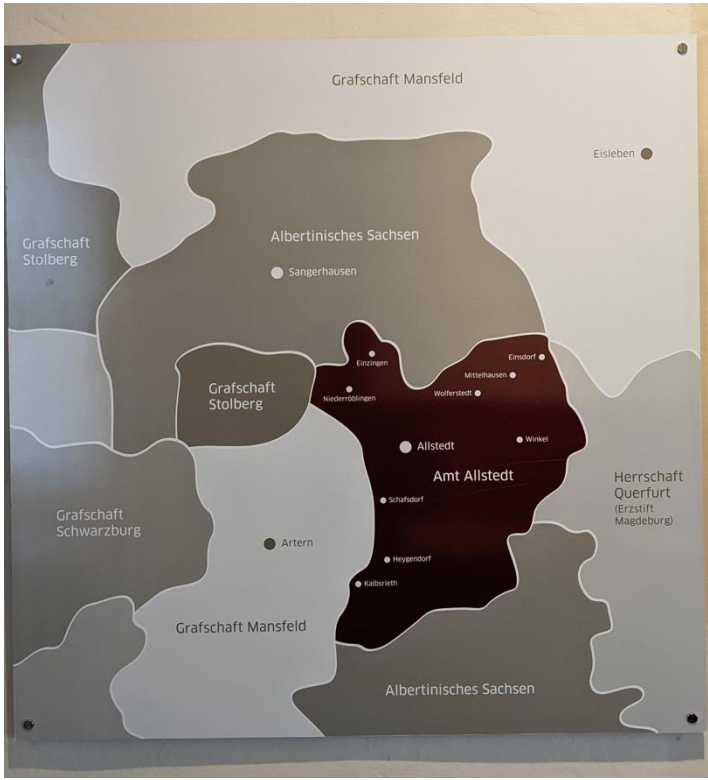 Grafschaft Mansfeld
Eisleben
Grafschaft
Stolberg
Albertinisches Sachsen
Sangerhausen
Einzingen
Einsdorf
Mittelhausen
Grafschaft
Stolberg
Niederröblingen
Wolferstedt
Allstedt
Winkel
Amt Allstedt
Herrschaft
Querfurt
(Erzstift
Magdeburg)
Schafsdorf
Grafschaft
Schwarzburg
Artern
Heygendorf
Kalbsrieth
Grafschaft Mansfeld
Albertinisches Sachsen